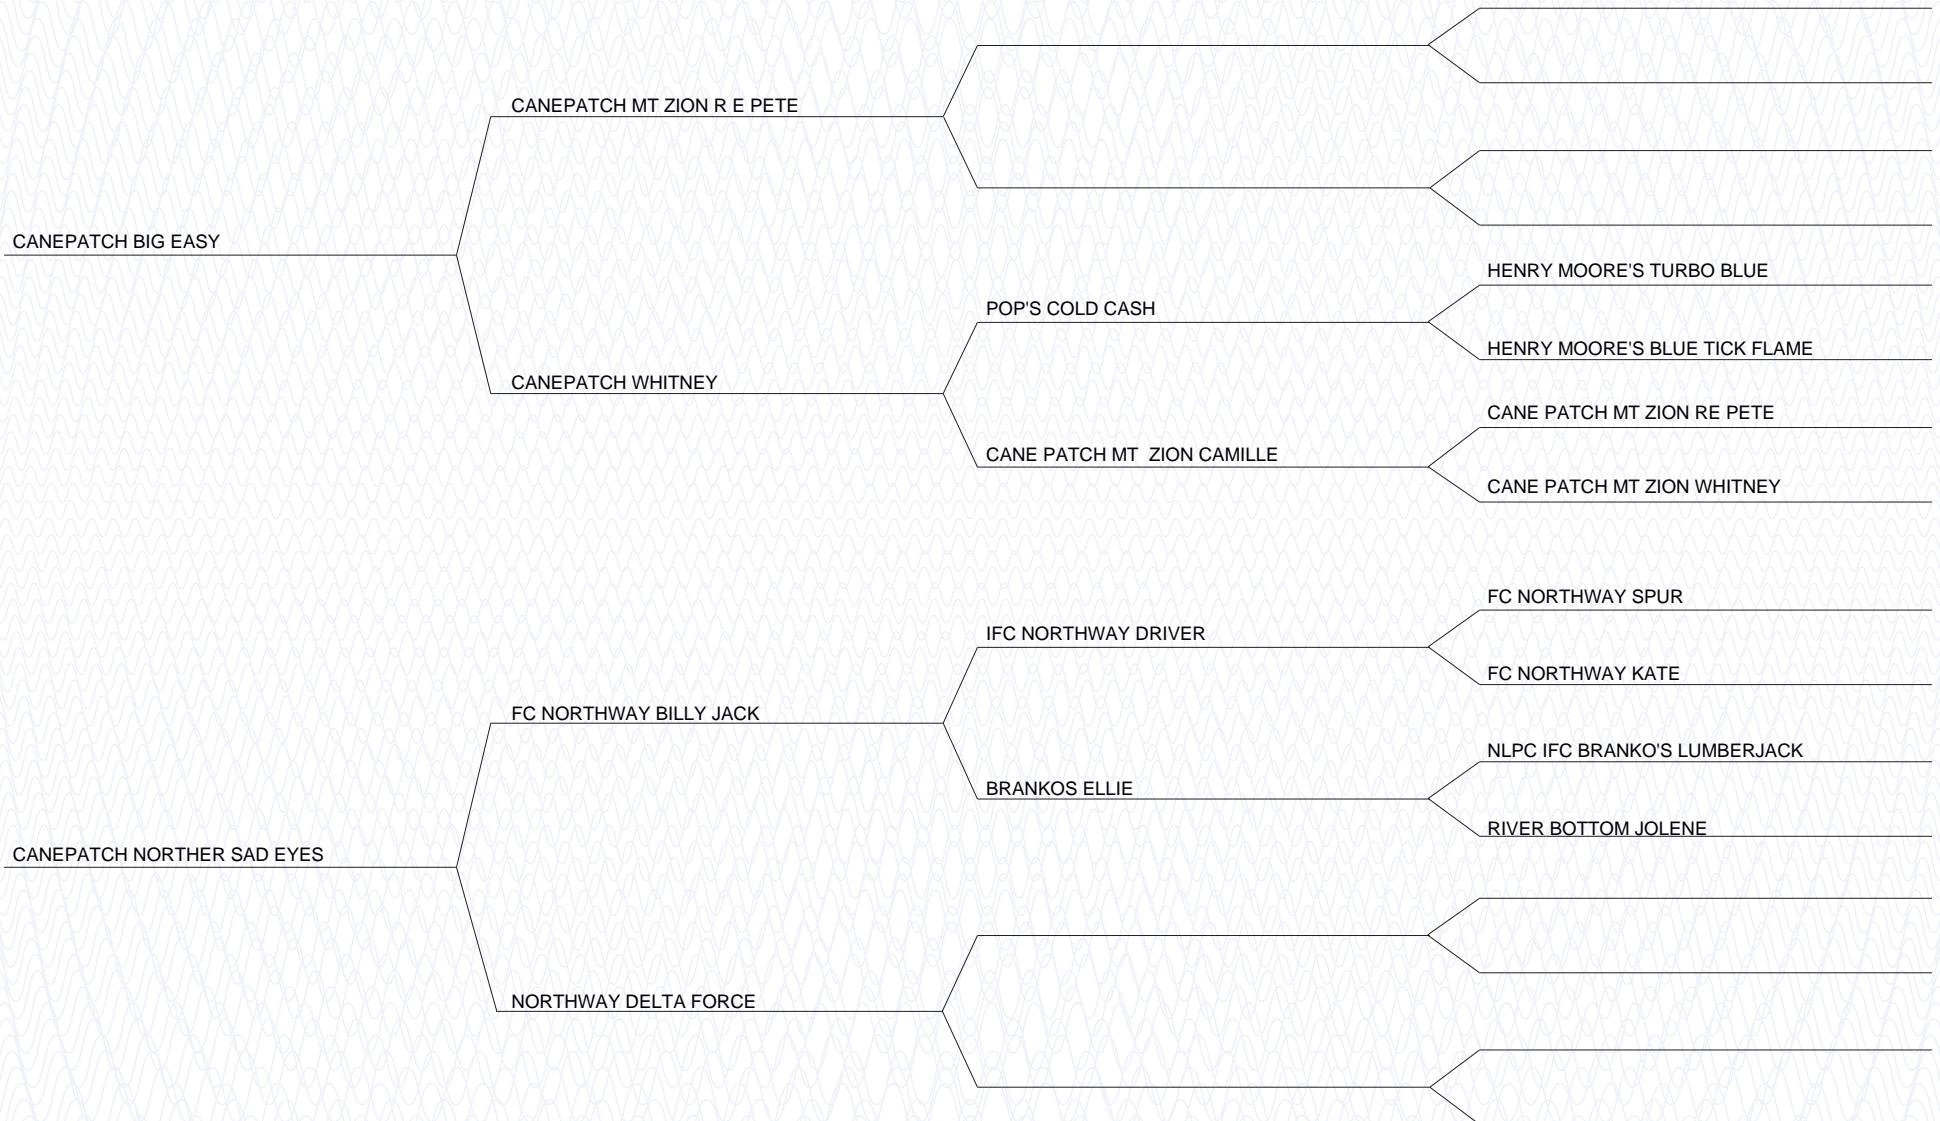 CANEPATCH MT ZION R E PETE
CANEPATCH BIG EASY
HENRY MOORE'S TURBO BLUE
POP'S COLD CASH
HENRY MOORE'S BLUE TICK FLAME
CANEPATCH WHITNEY
CANE PATCH MT ZION RE PETE
CANE PATCH MT  ZION CAMILLE
CANE PATCH MT ZION WHITNEY
FC NORTHWAY SPUR
IFC NORTHWAY DRIVER
FC NORTHWAY KATE
FC NORTHWAY BILLY JACK
NLPC IFC BRANKO'S LUMBERJACK
BRANKOS ELLIE
RIVER BOTTOM JOLENE
CANEPATCH NORTHER SAD EYES
NORTHWAY DELTA FORCE